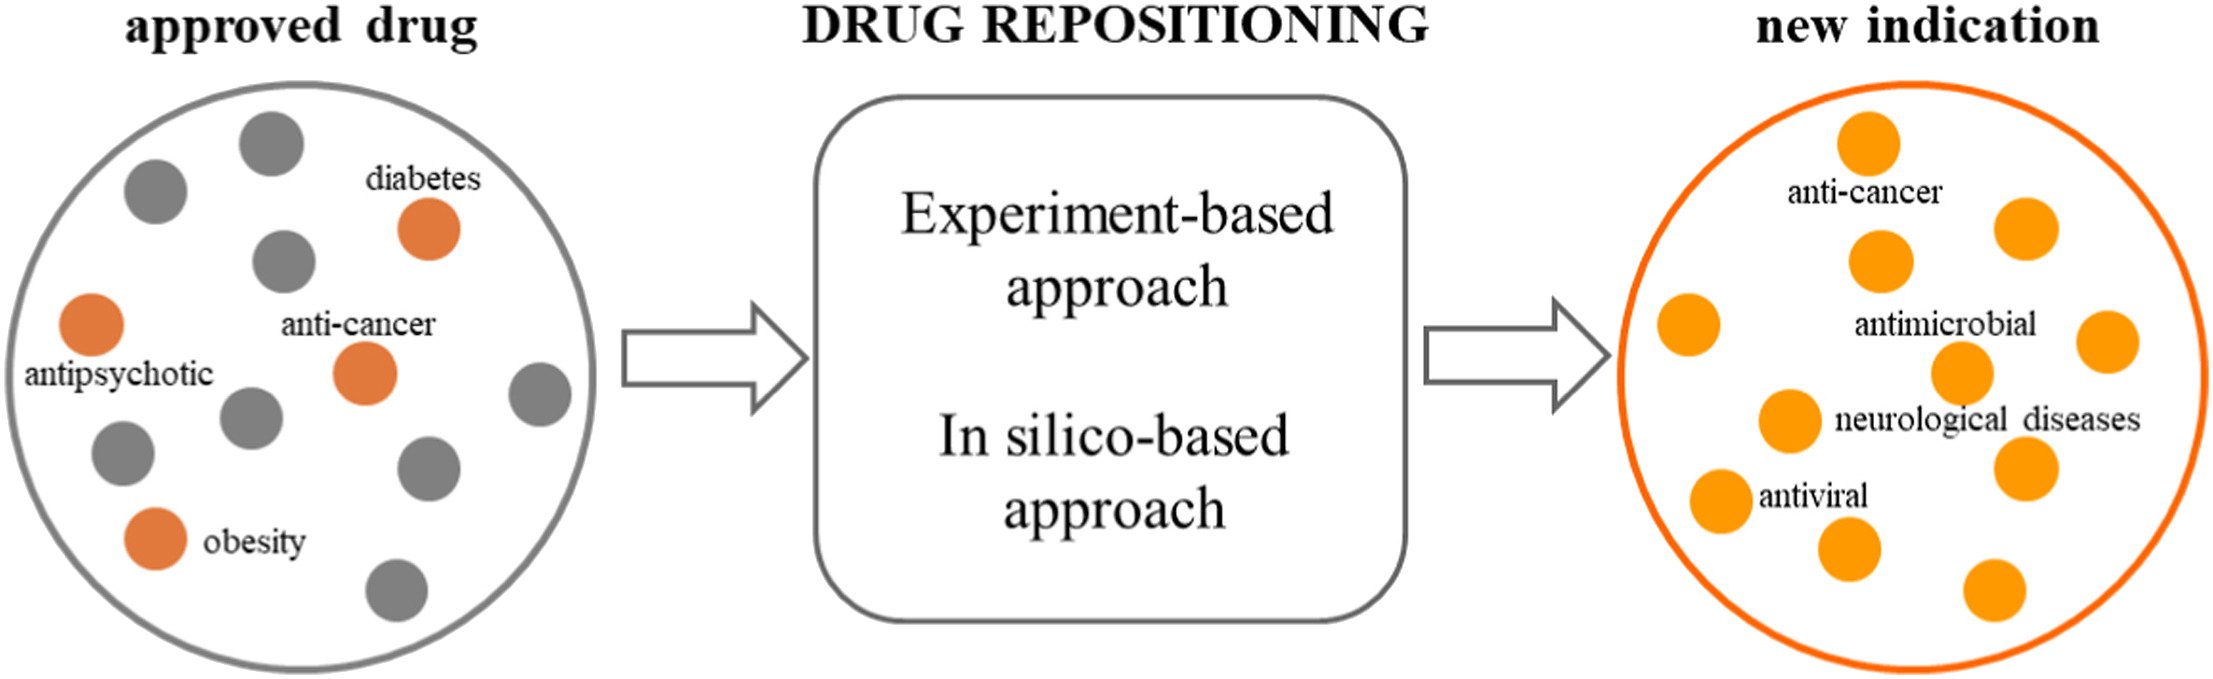 approved drug
DRUG REPOSITIONING
new indication
diabetes
anti-cancer
antipsychotic
obesity
Experiment-based
approach
In silico-based
approach
anti-cancer
antimicrobial
neurological diseases
antiviral